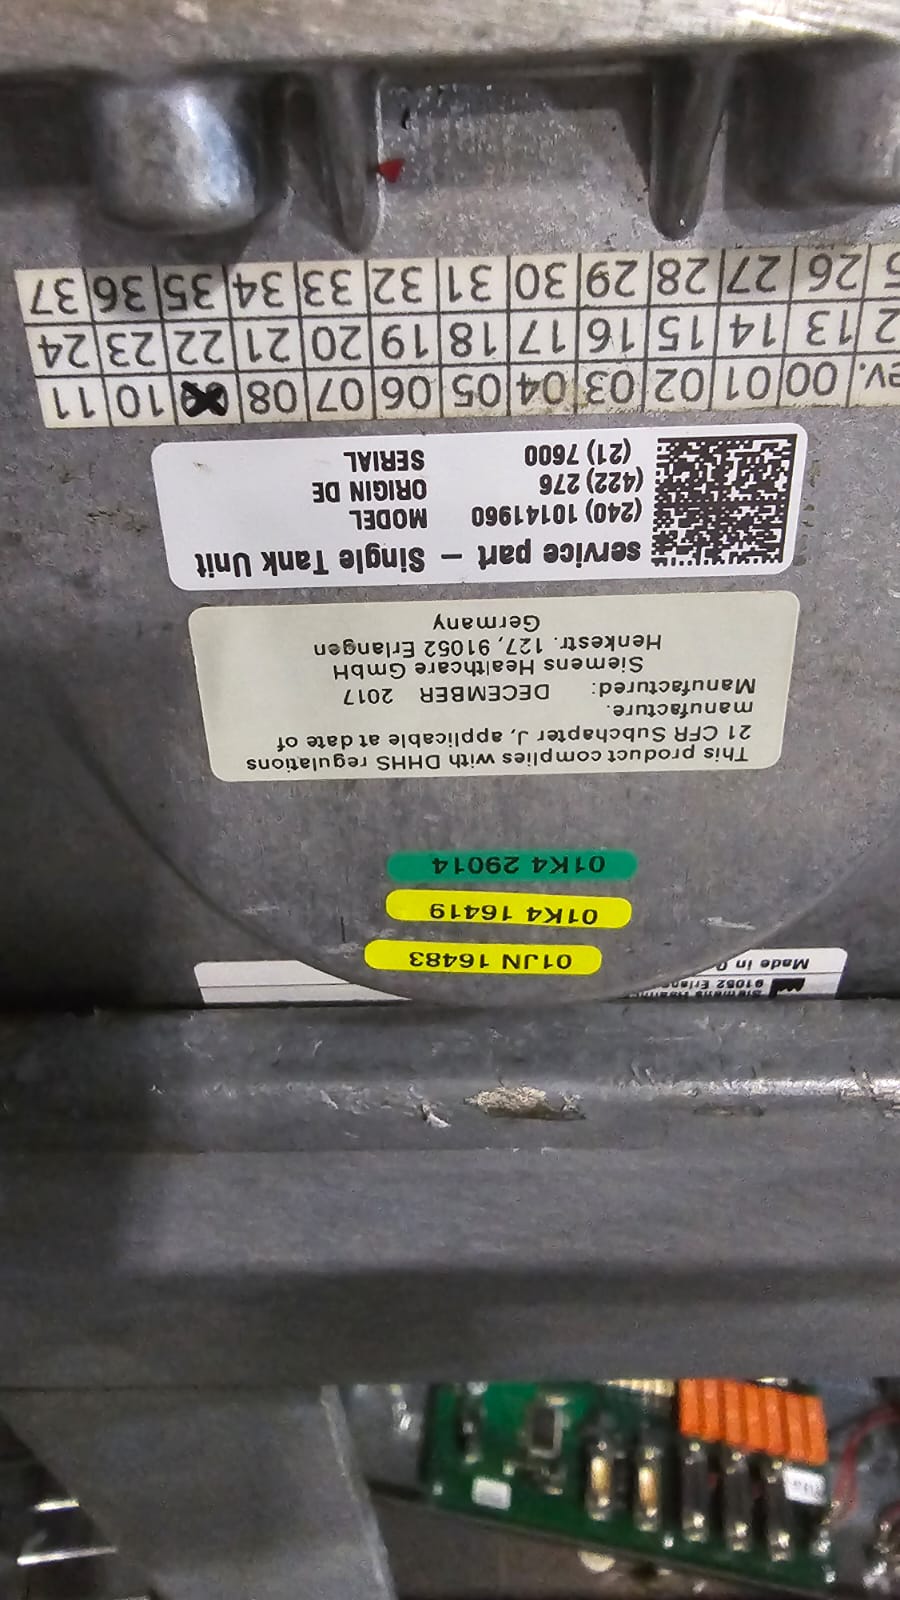 91052 Erlange
Made in
01JN 16483
01K4 16419
01K4 29014
This product complies with DHHS regulations
21 CFR Subchapter J, applicable at date of
manufacture.
Manufactured: DECEMBER 2017
Siemens Healthcare GmbH
Henkestr. 127, 91052 Erlangen
Germany
service part – Single Tank Unit
(240) 10141960 MODEL
(422) 276 ORIGIN DE
(21) 7600 SERIAL
ev. 00 01 02 03 04 05 06 07 08 10 11
2 13 14 15 16 17 18 19 20 21 22 23 24
5 26 27 28 29 30 31 32 33 34 35 36 37